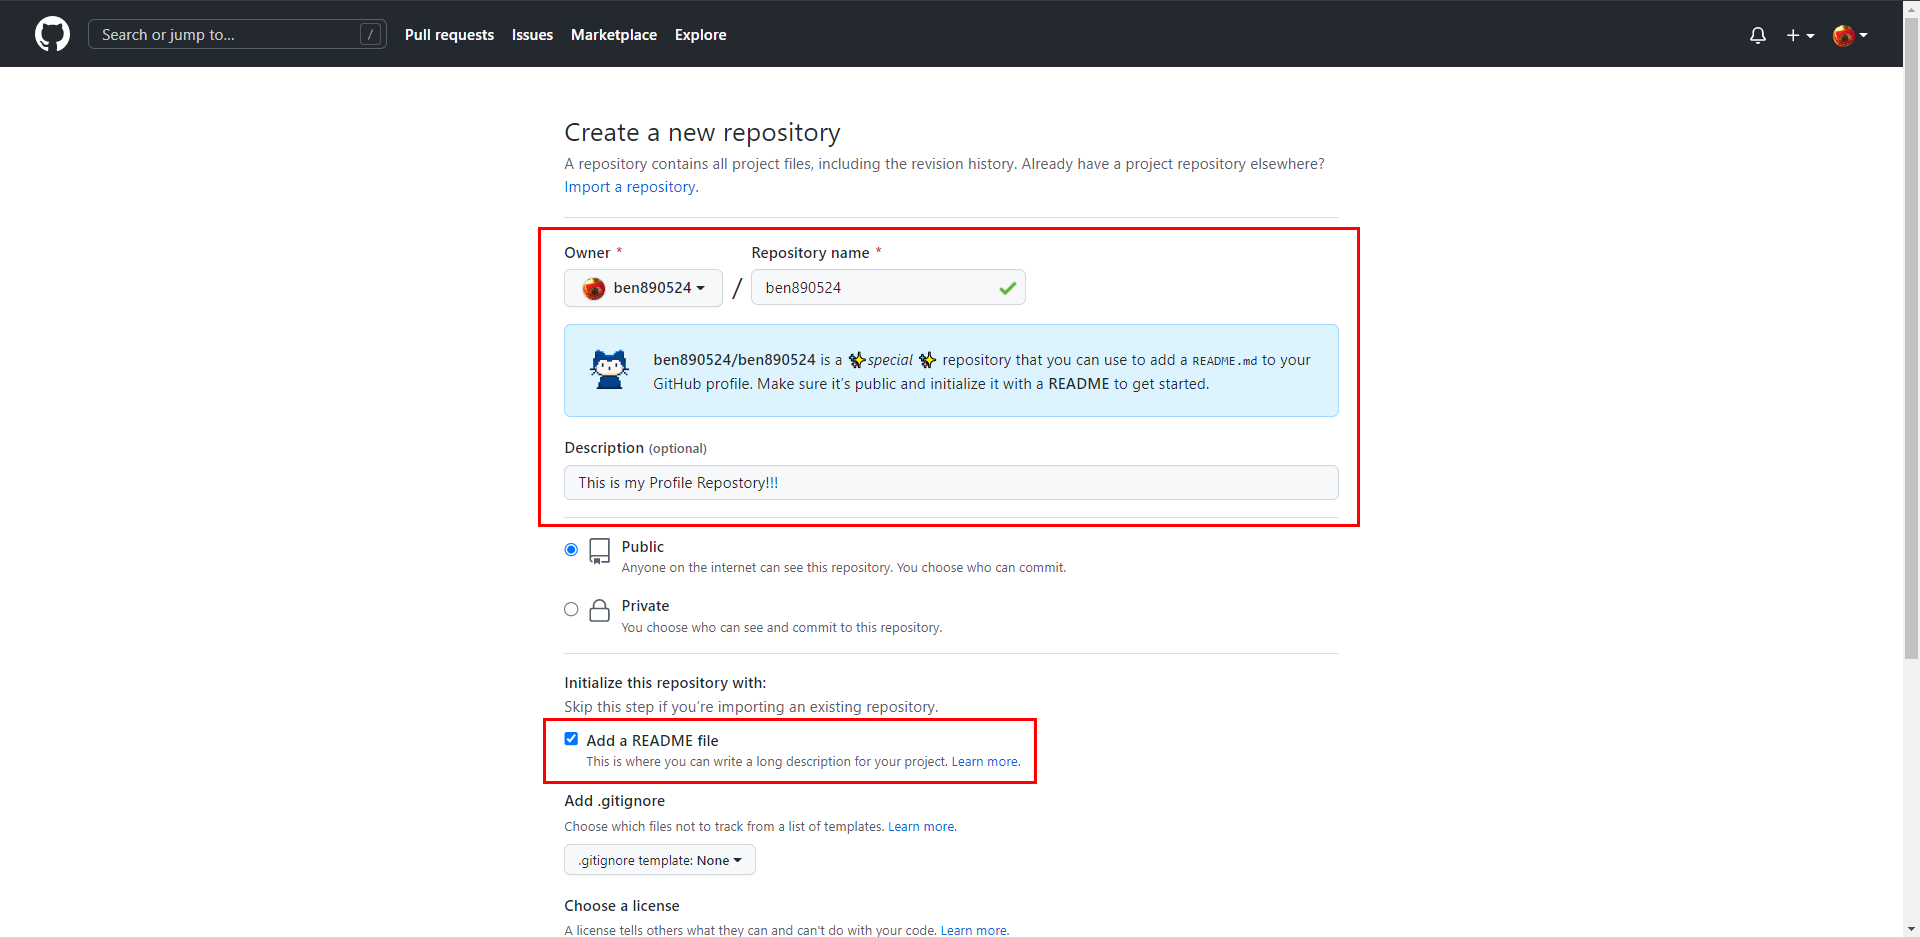 Search or jump to... / Pull requests Issues Marketplace Explore
Create a new repository
A repository contains all project files, including the revision history. Already have a project repository elsewhere?
Import a repository.
Owner * Repository name *
ben890524 / ben890524
ben890524/ben890524 is a ✨special ✨ repository that you can use to add a README.md to your
GitHub profile. Make sure it’s public and initialize it with a README to get started.
Description (optional)
This is my Profile Repostory!!!
Public
Anyone on the internet can see this repository. You choose who can commit.
Private
You choose who can see and commit to this repository.
Initialize this repository with:
Skip this step if you’re importing an existing repository.
Add a README file
This is where you can write a long description for your project. Learn more.
Add .gitignore
Choose which files not to track from a list of templates. Learn more.
.gitignore template: None
Choose a license
A license tells others what they can and can't do with your code. Learn more.